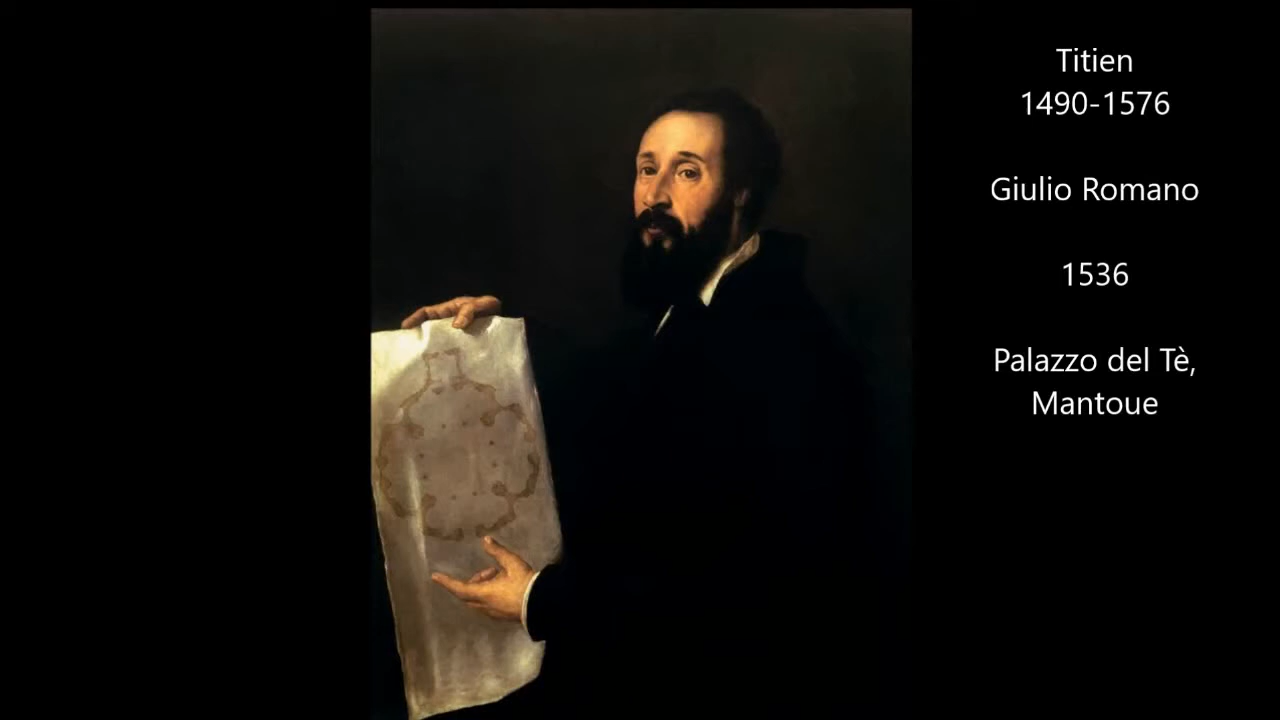 Titien
1490-1576
Giulio Romano
1536
Palazzo del Tè,
Mantoue